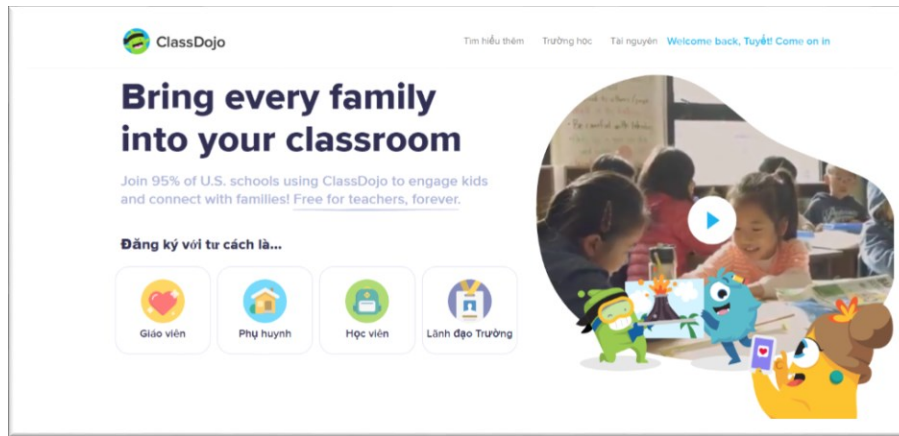 ClassDojo
Tìm hiểu thêm Trường học Tài nguyên Welcome back, Tuyết! Come on in
Bring every family
into your classroom
Join 95% of U.S. schools using ClassDojo to engage kids
and connect with families! Free for teachers, forever.
Đăng ký với tư cách là...
Giáo viên Phụ huynh Học viên Lãnh đạo Trường